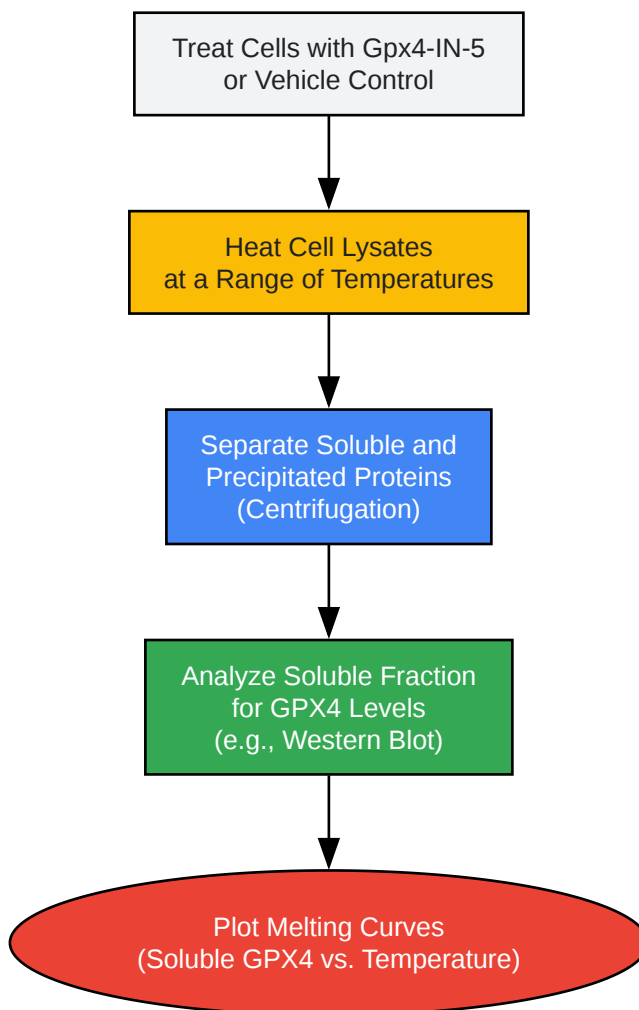 Treat Cells with Gpx4-IN-5
or Vehicle Control
Heat Cell Lysates
at a Range of Temperatures
Separate Soluble and
Precipitated Proteins
(Centrifugation)
Analyze Soluble Fraction
for GPX4 Levels
(e.g., Western Blot)
Plot Melting Curves
(Soluble GPX4 vs. Temperature)